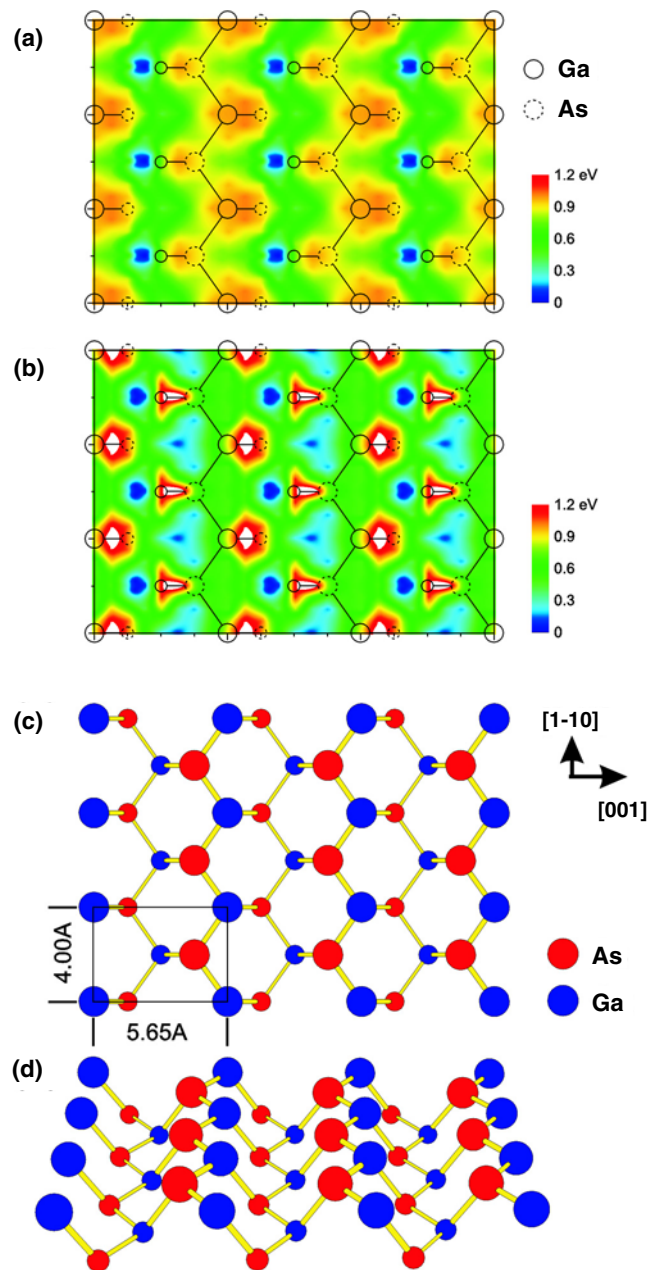 (a)
Ga
As
1.2 eV
0.9
0.6
0.3
0
(b)
1.2 eV
0.9
0.6
0.3
0
(c)
[1-10]
[001]
4.00A
As
Ga
5.65A
(d)